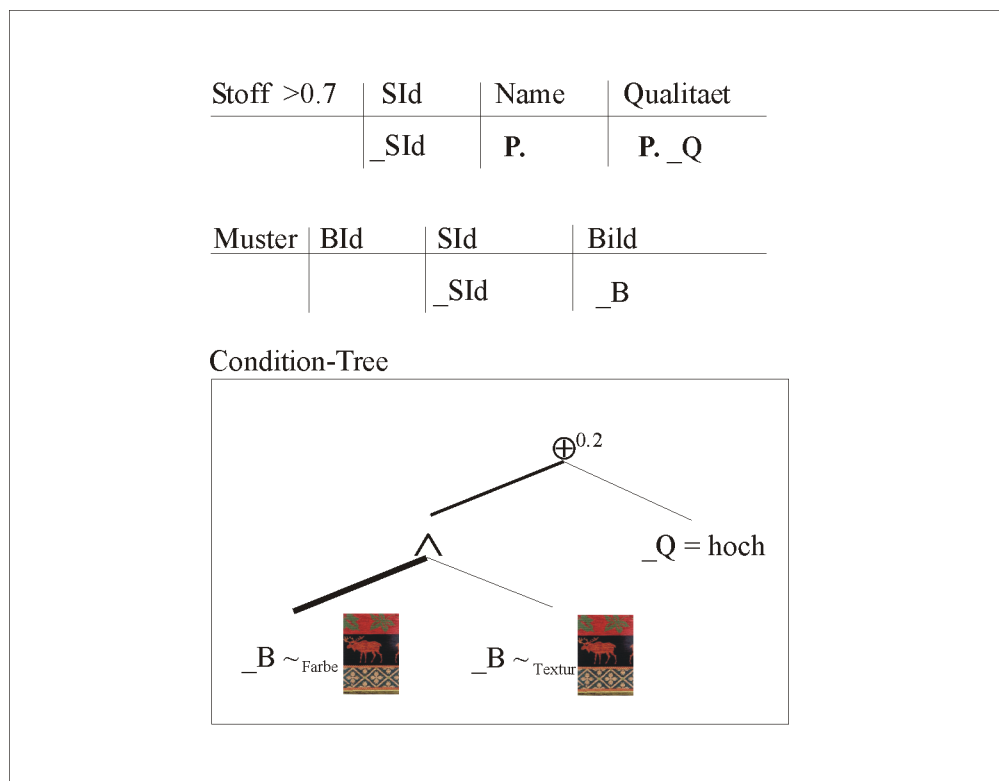 Stoff >0.7 SId Name Qualitaet
_SId P. P. _Q
Muster BId SId Bild
_SId _B
Condition-Tree
⊕0.2
∧ _Q = hoch
_B ~Farbe _B ~Textur